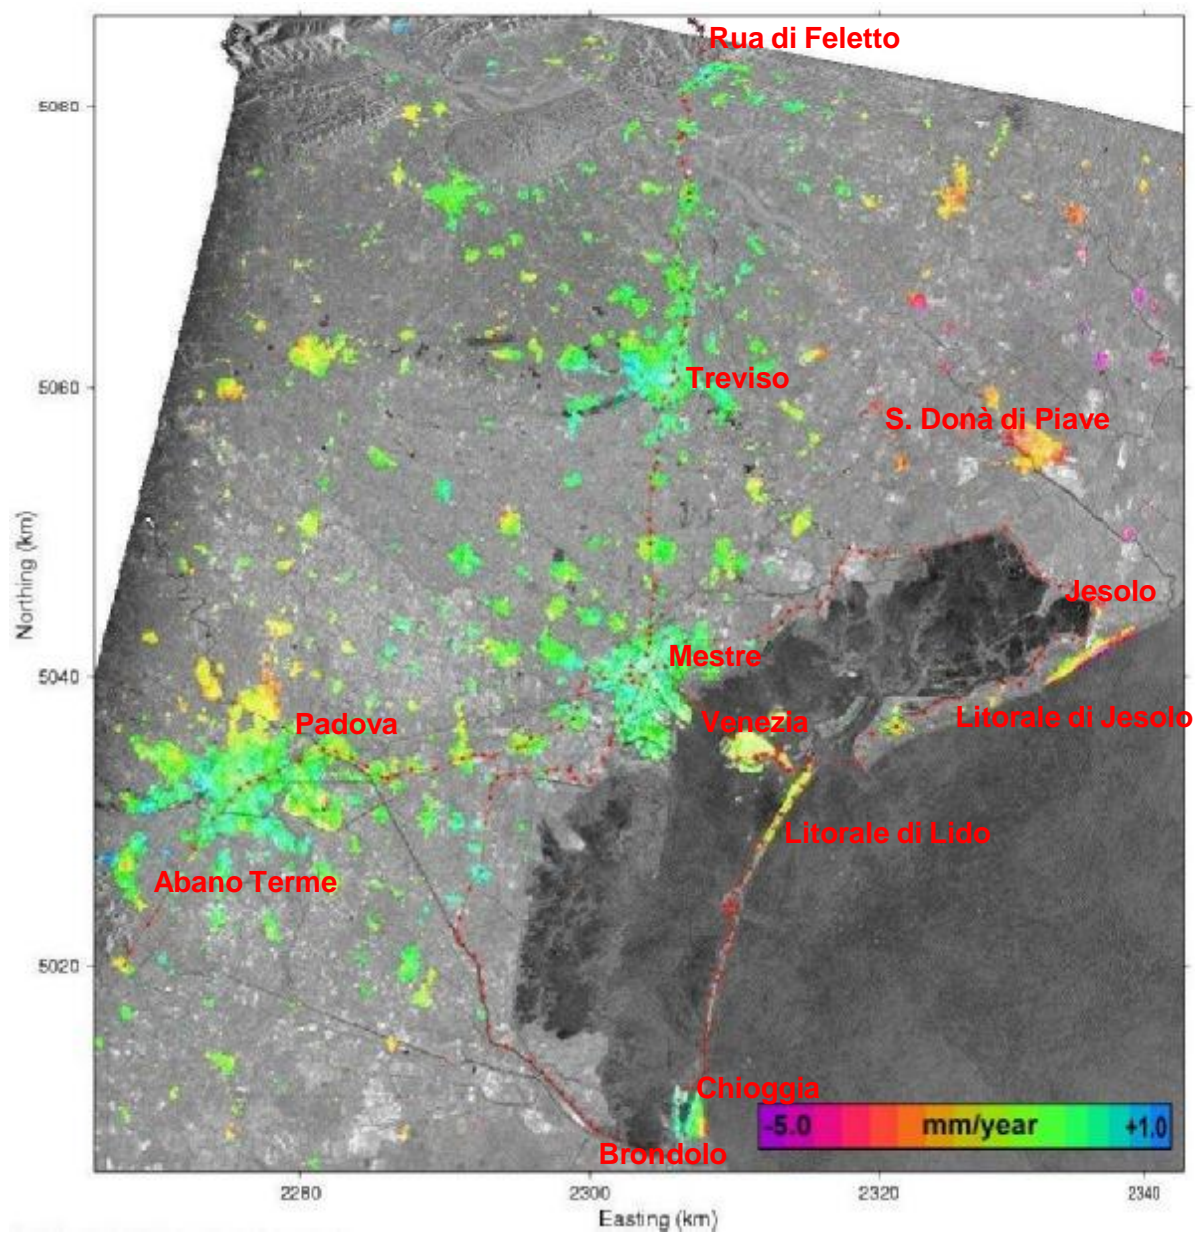 Rua di Feletto
5080
Treviso
5060
S. Donà di Piave
Northing (km)
Jesolo
Mestre
5040
Padova
Venezia
Litorale di Jesolo
Litorale di Lido
Abano Terme
5020
Chioggia
-5.0 mm/year +1.0
Brondolo
2280 2300 2320 2340
Easting (km)